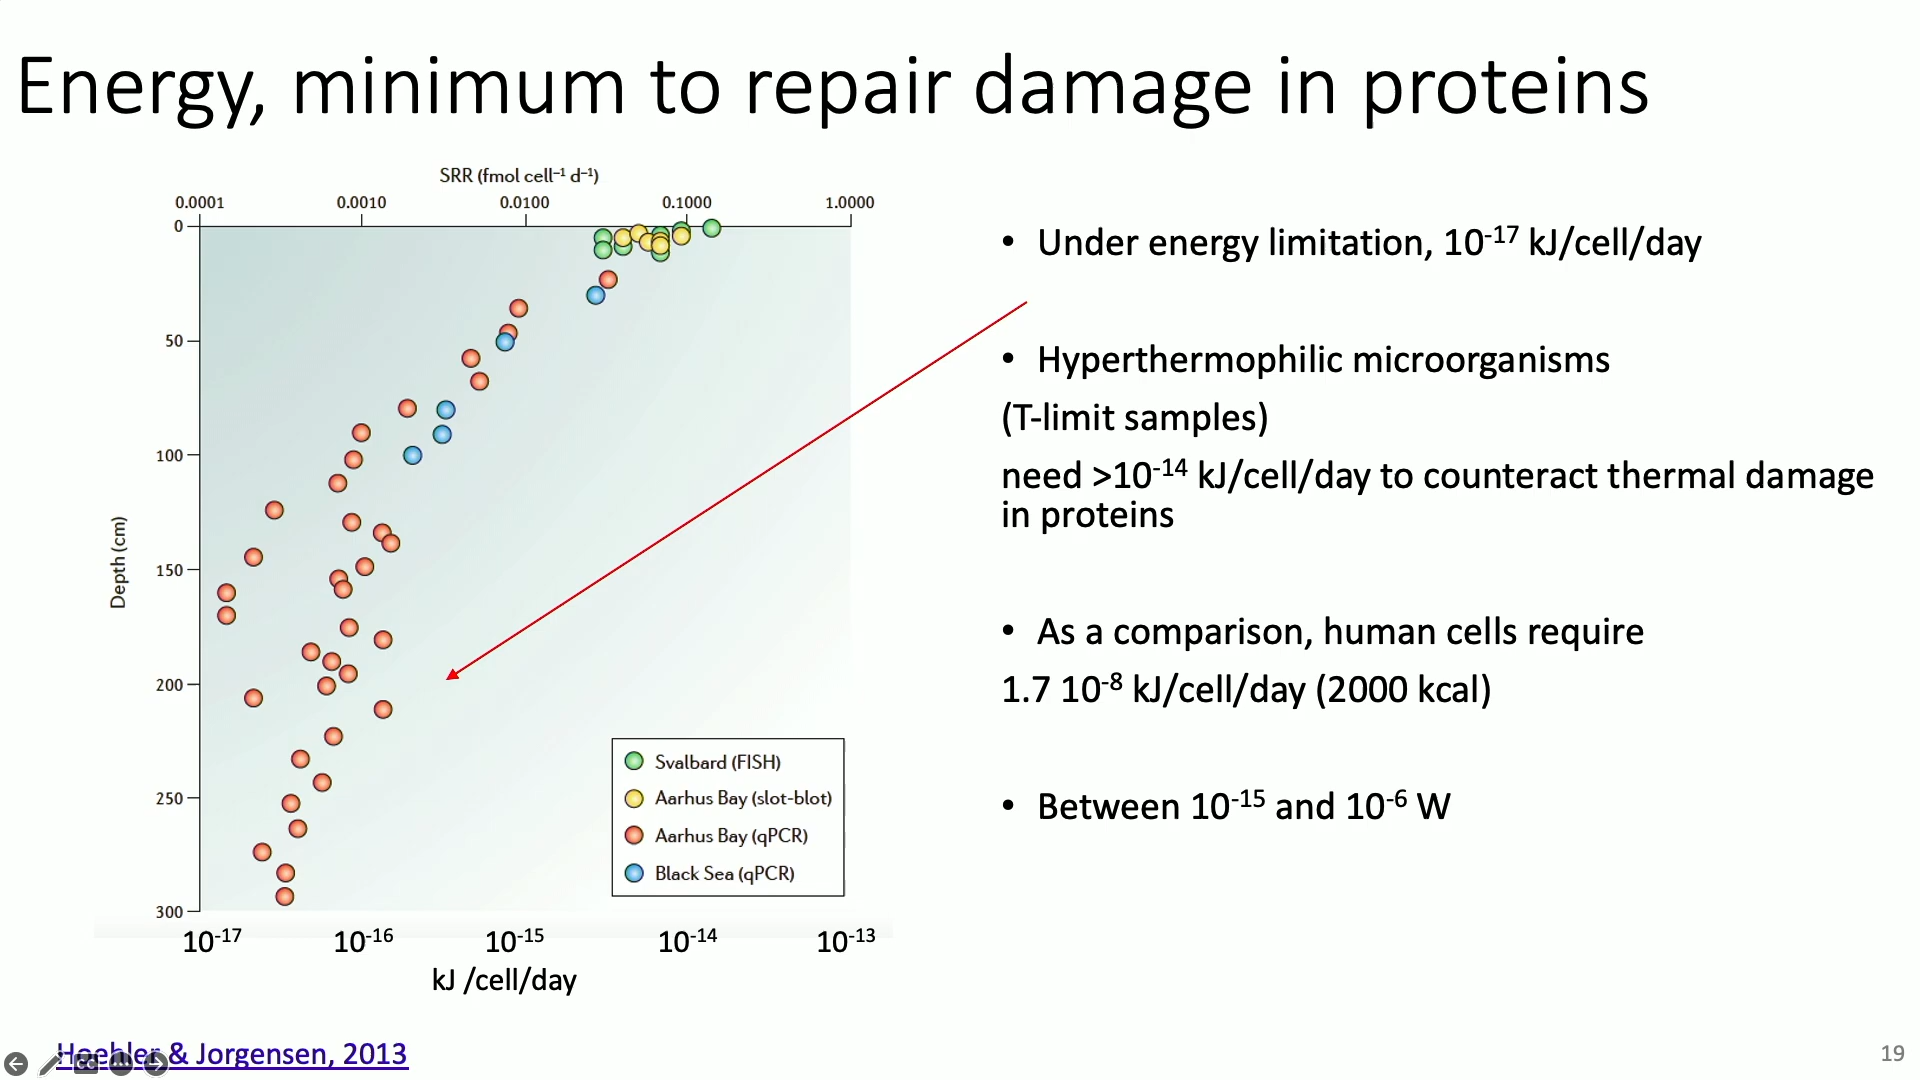 Energy, minimum to repair damage in proteins
SRR (fmol cell⁻¹ d⁻¹)
0.0001 0.0010 0.0100 0.1000 1.0000
0
50
100
150
200
250
300
Depth (cm)
Svalbard (FISH)
Aarhus Bay (slot-blot)
Aarhus Bay (qPCR)
Black Sea (qPCR)
10⁻¹⁷ 10⁻¹⁶ 10⁻¹⁵ 10⁻¹⁴ 10⁻¹³
kJ /cell/day
• Under energy limitation, 10⁻¹⁷ kJ/cell/day
• Hyperthermophilic microorganisms
(T-limit samples)
need >10⁻¹⁴ kJ/cell/day to counteract thermal damage
in proteins
• As a comparison, human cells require
1.7 10⁻⁸ kJ/cell/day (2000 kcal)
• Between 10⁻¹⁵ and 10⁻⁶ W
Hoehler & Jorgensen, 2013
CC
19